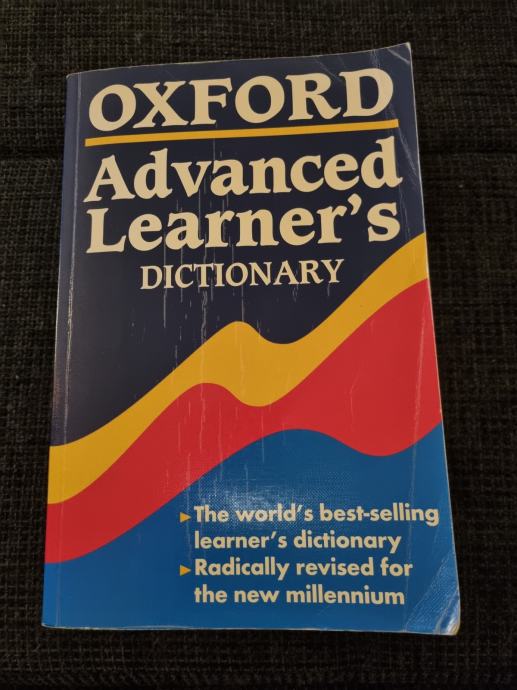 OXFORD
Advanced
Learner's
DICTIONARY
▸ The world's best-selling
learner's dictionary
▸ Radically revised for
the new millennium